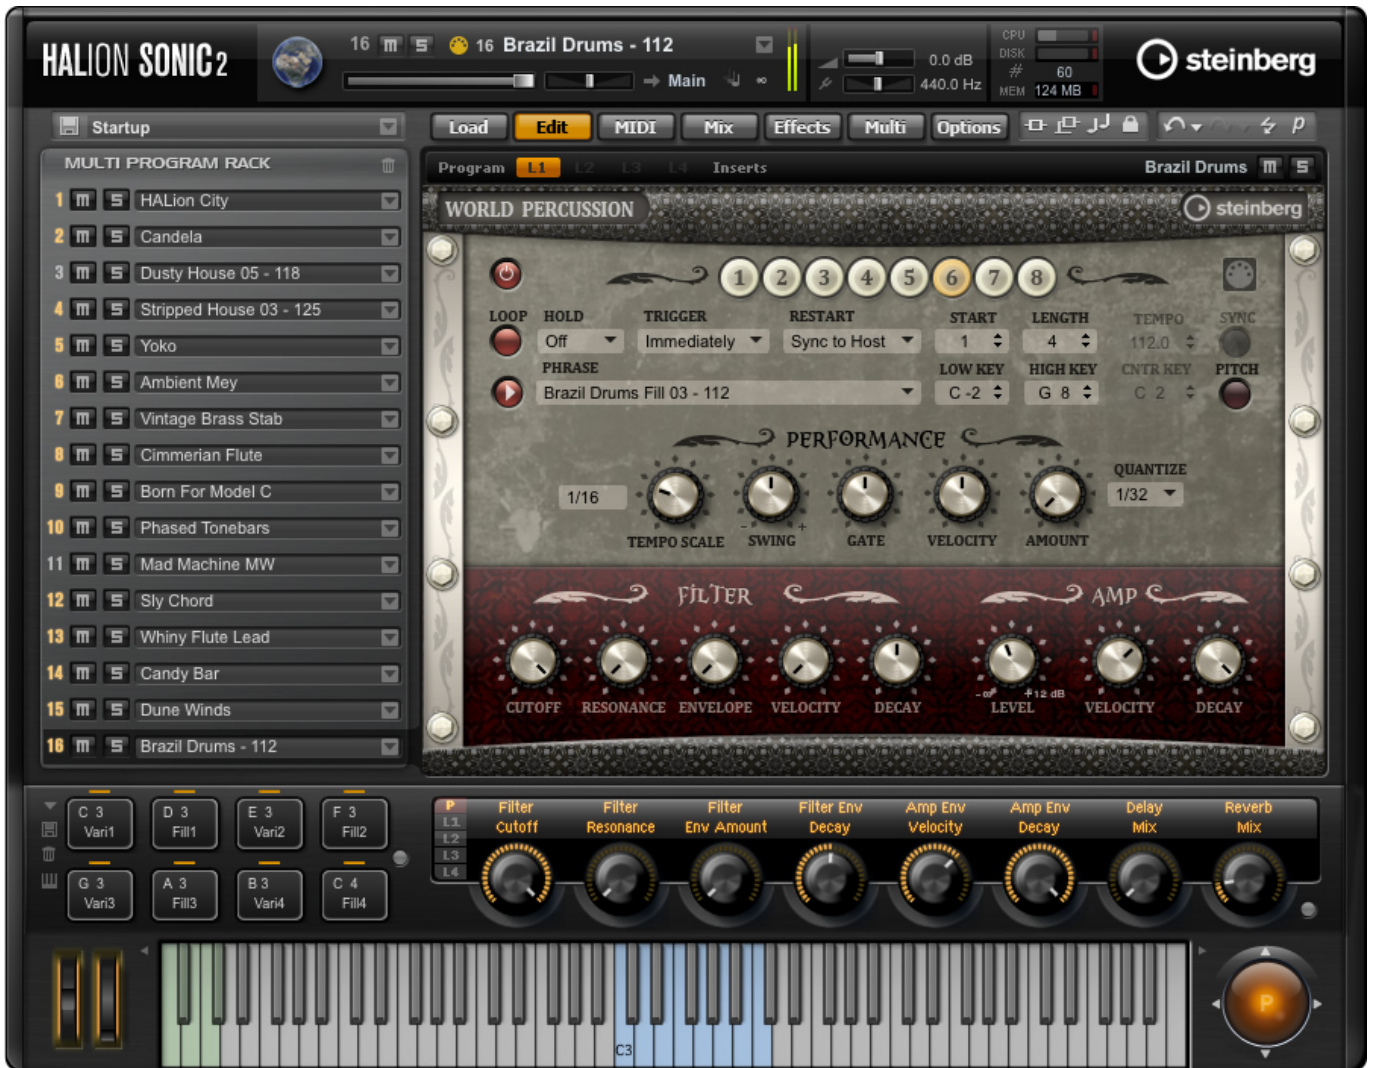 HALION SONIC 2
16 m S 16 Brazil Drums - 112
Main ∞
0.0 dB
440.0 Hz
CPU
DISK
# 60
MEM 124 MB
steinberg
Startup
Load Edit MIDI Mix Effects Multi Options
MULTI PROGRAM RACK
1 m S HALion City
2 m S Candela
3 m S Dusty House 05 - 118
4 m S Stripped House 03 - 125
5 m S Yoko
6 m S Ambient Mey
7 m S Vintage Brass Stab
8 m S Cimmerian Flute
9 m S Born For Model C
10 m S Phased Tonebars
11 m S Mad Machine MW
12 m S Sly Chord
13 m S Whiny Flute Lead
14 m S Candy Bar
15 m S Dune Winds
16 m S Brazil Drums - 112
Program L1 L2 L3 L4 Inserts Brazil Drums m S
WORLD PERCUSSION
steinberg
1 2 3 4 5 6 7 8
LOOP HOLD TRIGGER RESTART START LENGTH TEMPO SYNC
Off Immediately Sync to Host 1 4 112.0
PHRASE LOW KEY HIGH KEY CNTR KEY PITCH
Brazil Drums Fill 03 - 112 C -2 G 8 C 2
PERFORMANCE
QUANTIZE
1/16 1/32
- +
TEMPO SCALE SWING GATE VELOCITY AMOUNT
FILTER AMP
-∞ +12 dB
CUTOFF RESONANCE ENVELOPE VELOCITY DECAY LEVEL VELOCITY DECAY
C 3 Vari1
D 3 Fill1
E 3 Vari2
F 3 Fill2
G 3 Vari3
A 3 Fill3
B 3 Vari4
C 4 Fill4
P
L1
L2
L3
L4
Filter Cutoff
Filter Resonance
Filter Env Amount
Filter Env Decay
Amp Env Velocity
Amp Env Decay
Delay Mix
Reverb Mix
C3
P